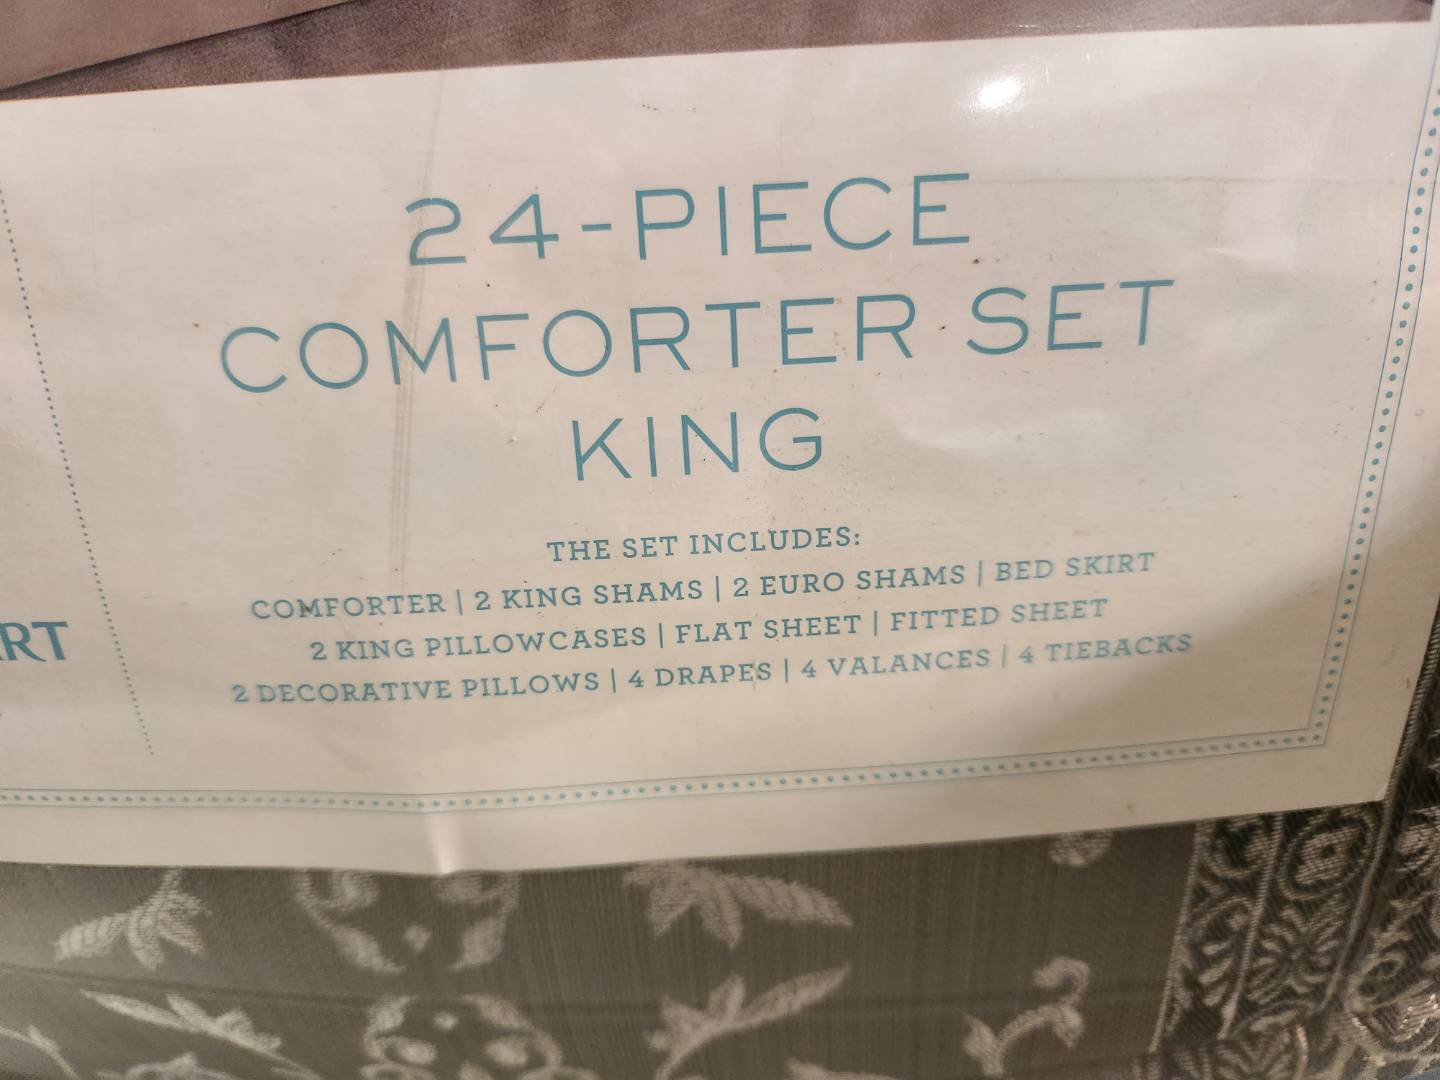 24-PIECE
COMFORTER SET
KING
THE SET INCLUDES:
COMFORTER | 2 KING SHAMS | 2 EURO SHAMS | BED SKIRT
2 KING PILLOWCASES | FLAT SHEET | FITTED SHEET
2 DECORATIVE PILLOWS | 4 DRAPES | 4 VALANCES | 4 TIEBACKS